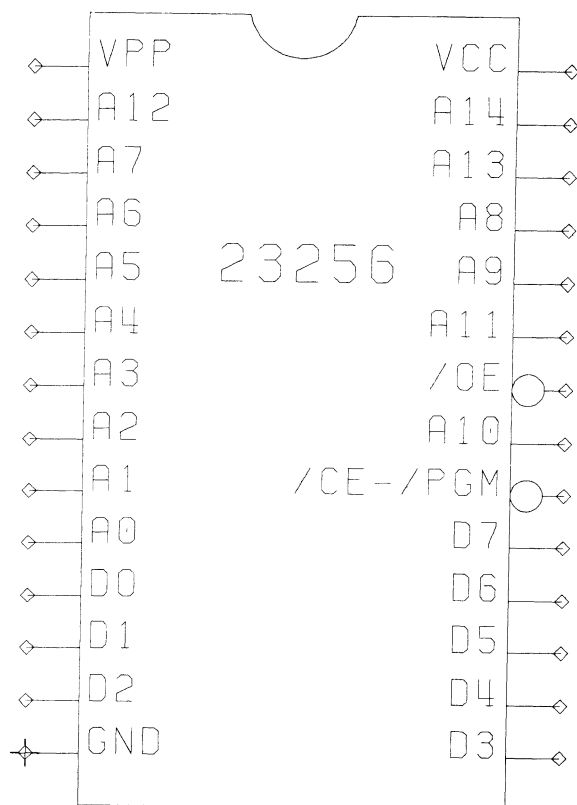 VPP VCC
A12 A14
A7 A13
A6 A8
23256
A5 A9
A4 A11
A3 /OE
A2 A10
A1 /CE-/PGM
A0 D7
D0 D6
D1 D5
D2 D4
GND D3